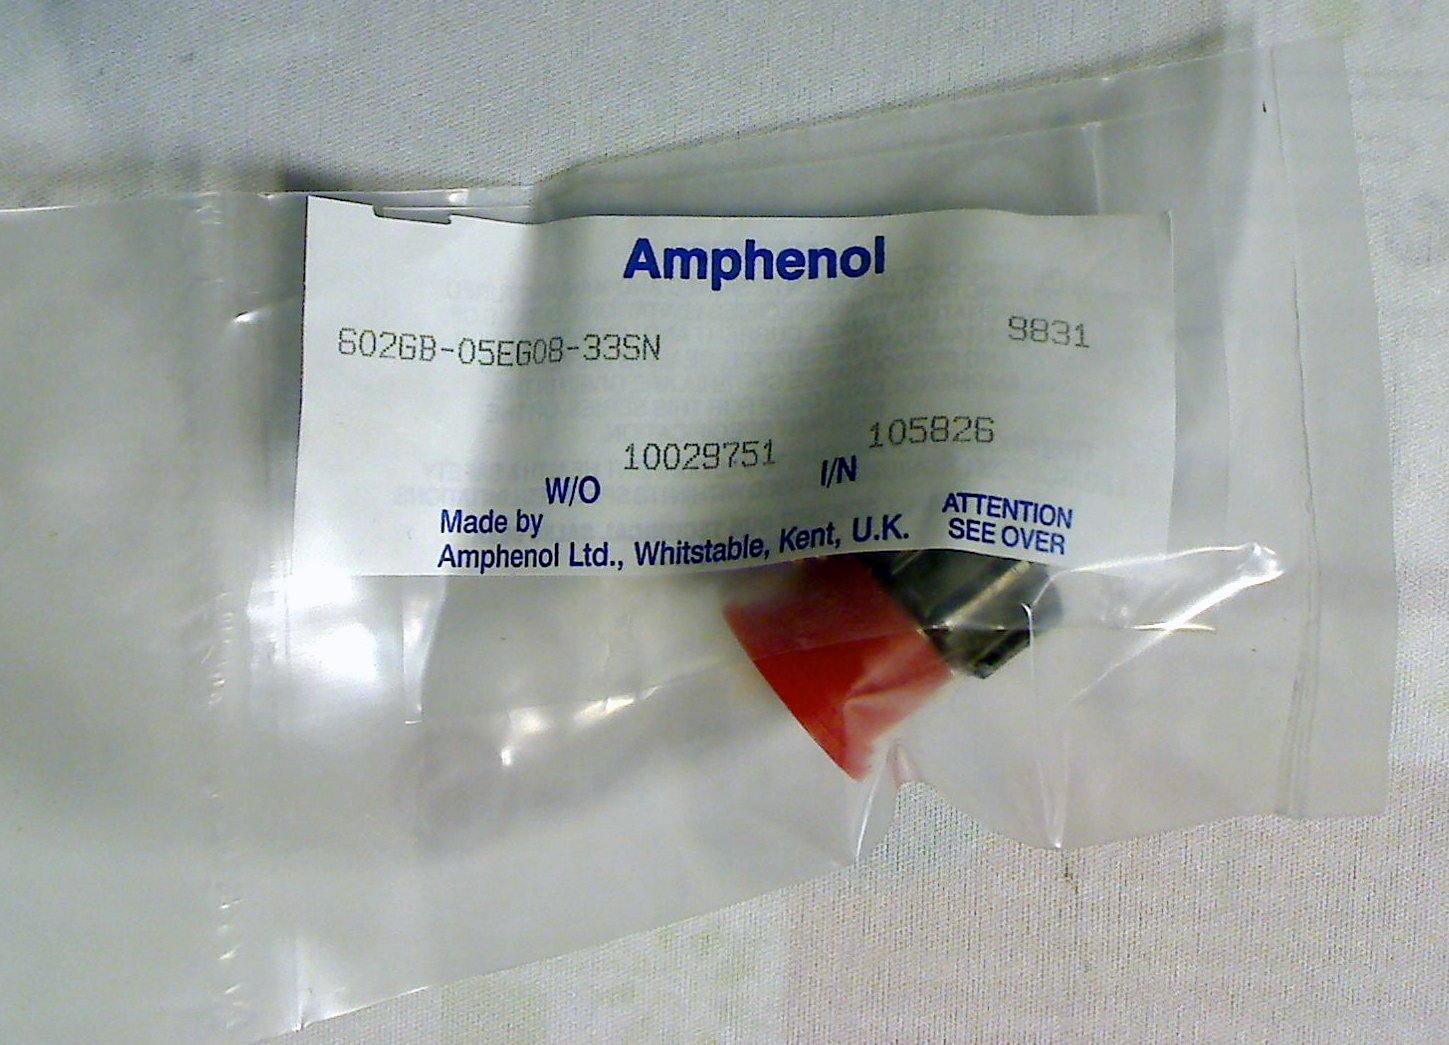 Amphenol
602GB-05EG08-33SN 9831
10029751 105826
W/O I/N
Made by
Amphenol Ltd., Whitstable, Kent, U.K.
ATTENTION
SEE OVER